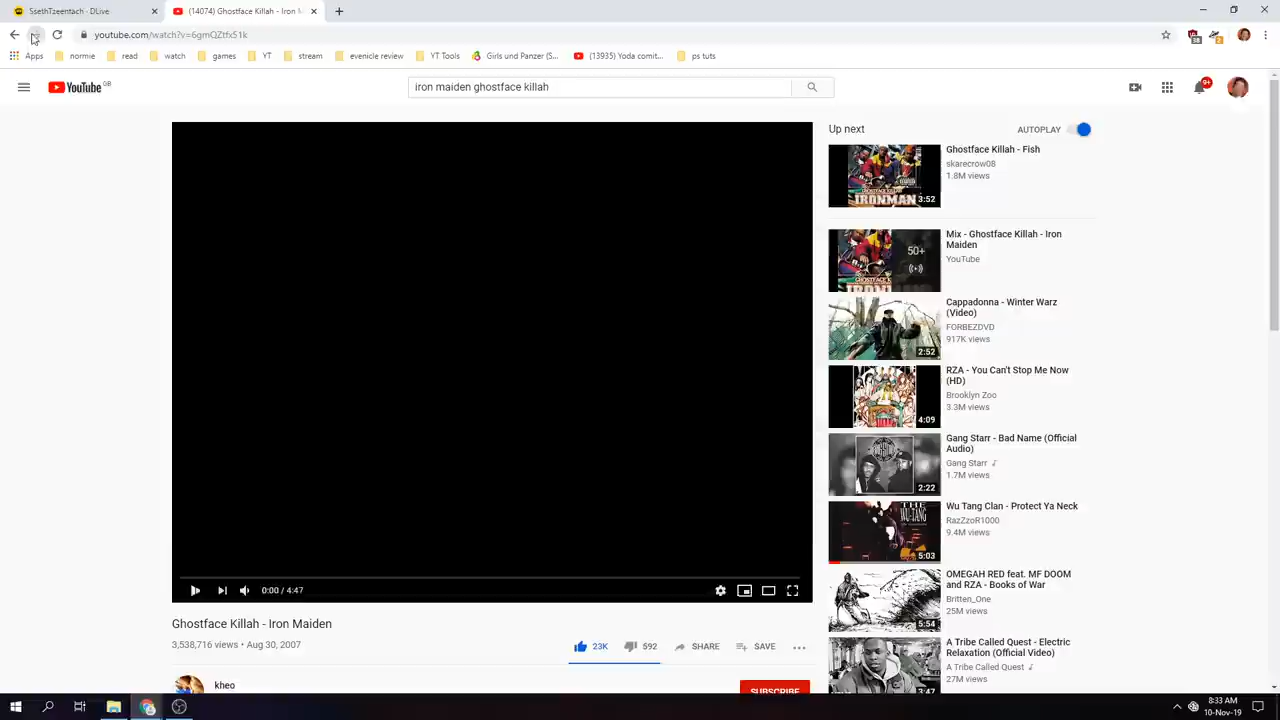 SsethTzeentach - DLive
(14074) Ghostface Killah - Iron M
youtube.com/watch?v=6gmQZtfx51k
Apps
normie
read
watch
games
YT
stream
evenicle review
YT Tools
Girls und Panzer (S...
(13935) Yoda comit...
ps tuts
YouTube GB
iron maiden ghostface killah
9+
Up next
AUTOPLAY
Ghostface Killah - Fish
skarecrow08
1.8M views
IRONMAN
3:52
Mix - Ghostface Killah - Iron
Maiden
YouTube
50+
Cappadonna - Winter Warz
(Video)
FORBEZDVD
917K views
2:52
RZA - You Can't Stop Me Now
(HD)
Brooklyn Zoo
3.3M views
4:09
Gang Starr - Bad Name (Official
Audio)
Gang Starr
1.7M views
2:22
Wu Tang Clan - Protect Ya Neck
RazZzoR1000
9.4M views
THE
WU-TANG
5:03
OMEGAH RED feat. MF DOOM
and RZA - Books of War
Britten_One
25M views
5:54
A Tribe Called Quest - Electric
Relaxation (Official Video)
A Tribe Called Quest
27M views
3:47
0:00 / 4:47
Ghostface Killah - Iron Maiden
3,538,716 views • Aug 30, 2007
23K
592
SHARE
SAVE
kheo
SUBSCRIBE
8:33 AM
10-Nov-19